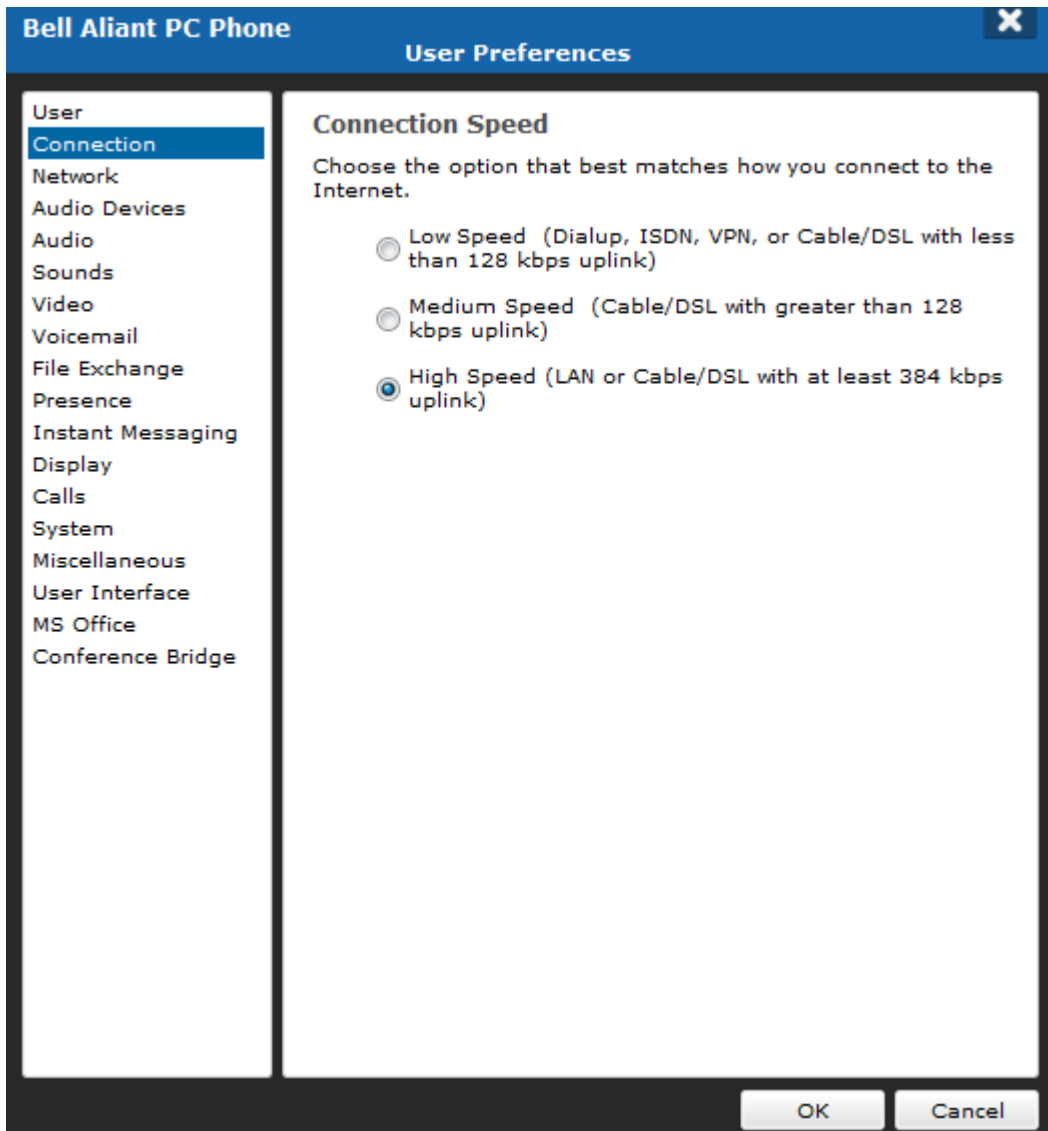 Bell Aliant PC Phone
User Preferences
User
Connection
Network
Audio Devices
Audio
Sounds
Video
Voicemail
File Exchange
Presence
Instant Messaging
Display
Calls
System
Miscellaneous
User Interface
MS Office
Conference Bridge
Connection Speed
Choose the option that best matches how you connect to the
Internet.
Low Speed  (Dialup, ISDN, VPN, or Cable/DSL with less
than 128 kbps uplink)
Medium Speed  (Cable/DSL with greater than 128
kbps uplink)
High Speed (LAN or Cable/DSL with at least 384 kbps
uplink)
OK
Cancel